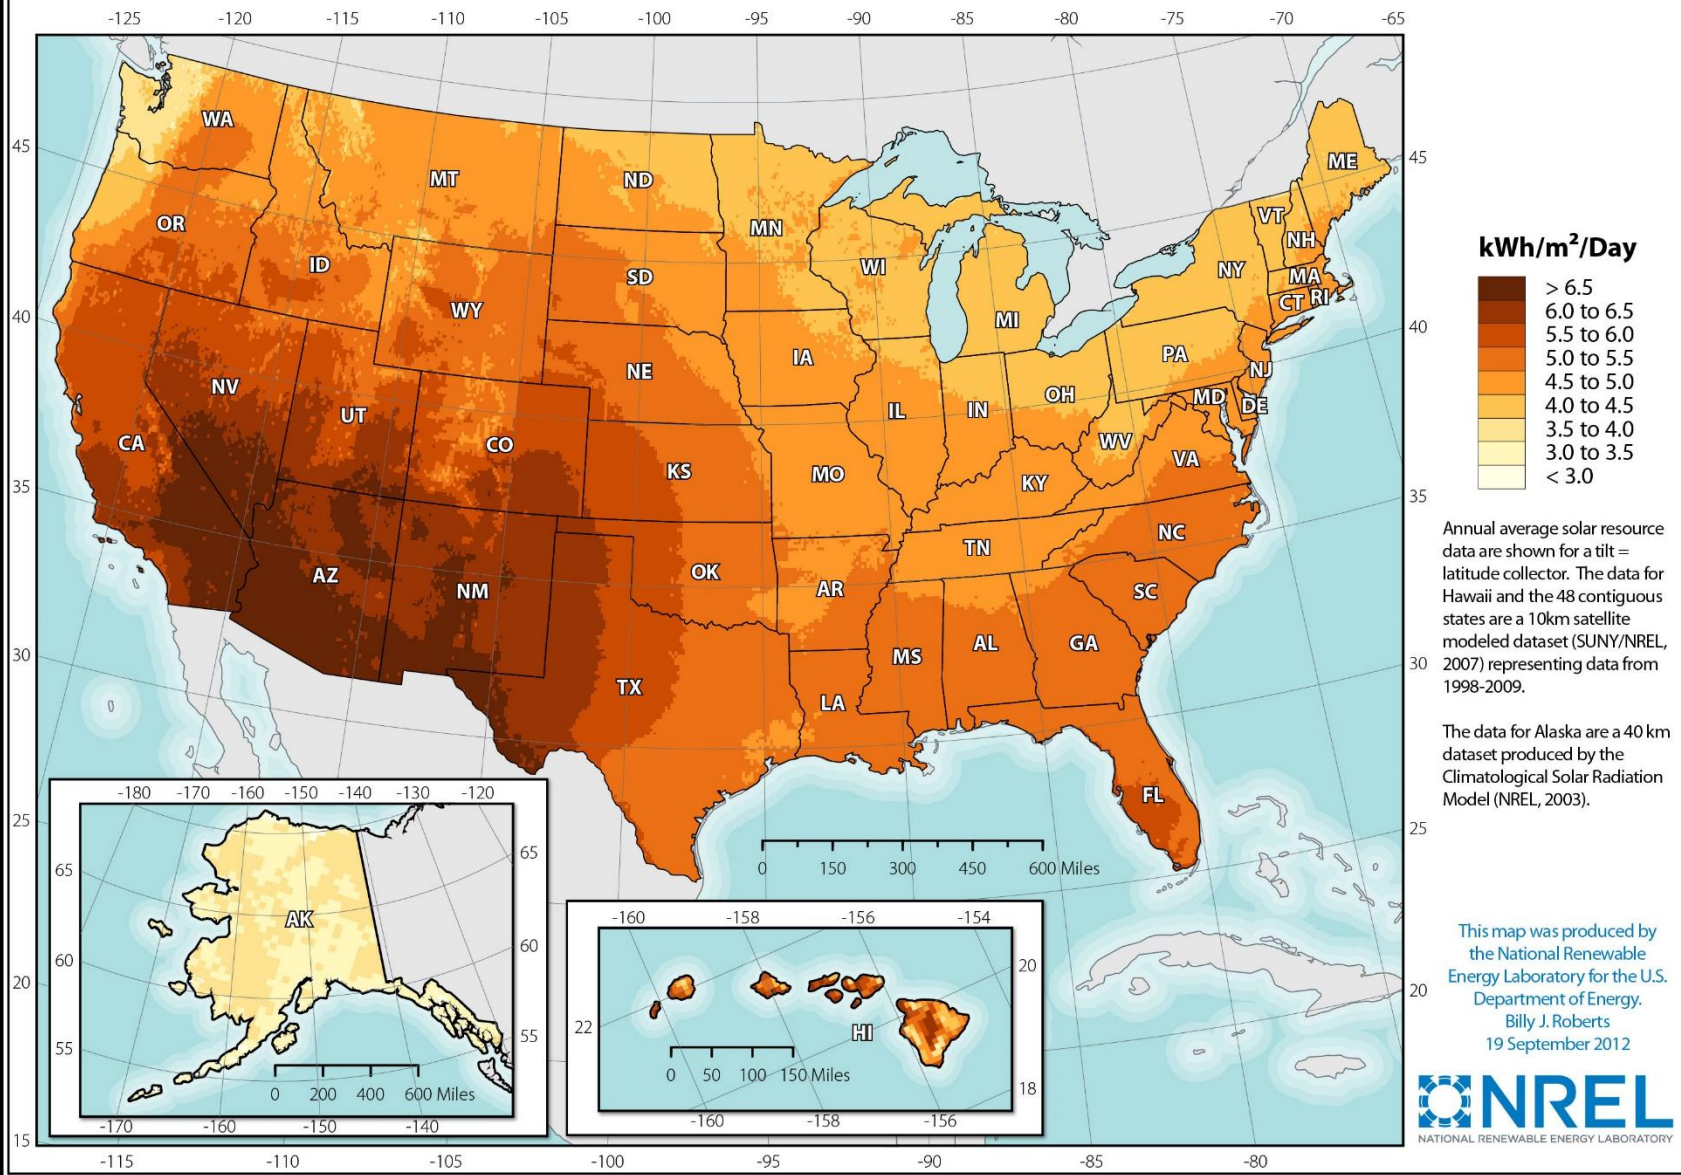 -125 -120 -115 -110 -105 -100 -95 -90 -85 -80 -75 -70 -65
45
40
35
30
25
20
15
45
40
35
30
25
20
-115 -110 -105 -100 -95 -90 -85 -80
WA
MT
ND
MN
ME
VT
NH
OR
ID
WY
SD
WI
MI
NY
MA
CT
RI
NV
UT
CO
NE
IA
IL
IN
OH
PA
NJ
MD
DE
CA
KS
MO
KY
WV
VA
AZ
NM
OK
AR
TN
NC
TX
LA
MS
AL
GA
SC
FL
0 150 300 450 600 Miles
-180 -170 -160 -150 -140 -130 -120
65
60
55
65
60
55
AK
0 200 400 600 Miles
-170 -160 -150 -140
-160 -158 -156 -154
22
20
18
HI
0 50 100 150 Miles
-160 -158 -156
kWh/m²/Day
> 6.5
6.0 to 6.5
5.5 to 6.0
5.0 to 5.5
4.5 to 5.0
4.0 to 4.5
3.5 to 4.0
3.0 to 3.5
< 3.0
Annual average solar resource
data are shown for a tilt =
latitude collector. The data for
Hawaii and the 48 contiguous
states are a 10km satellite
modeled dataset (SUNY/NREL,
2007) representing data from
1998-2009.
The data for Alaska are a 40 km
dataset produced by the
Climatological Solar Radiation
Model (NREL, 2003).
This map was produced by
the National Renewable
Energy Laboratory for the U.S.
Department of Energy.
Billy J. Roberts
19 September 2012
NREL
NATIONAL RENEWABLE ENERGY LABORATORY